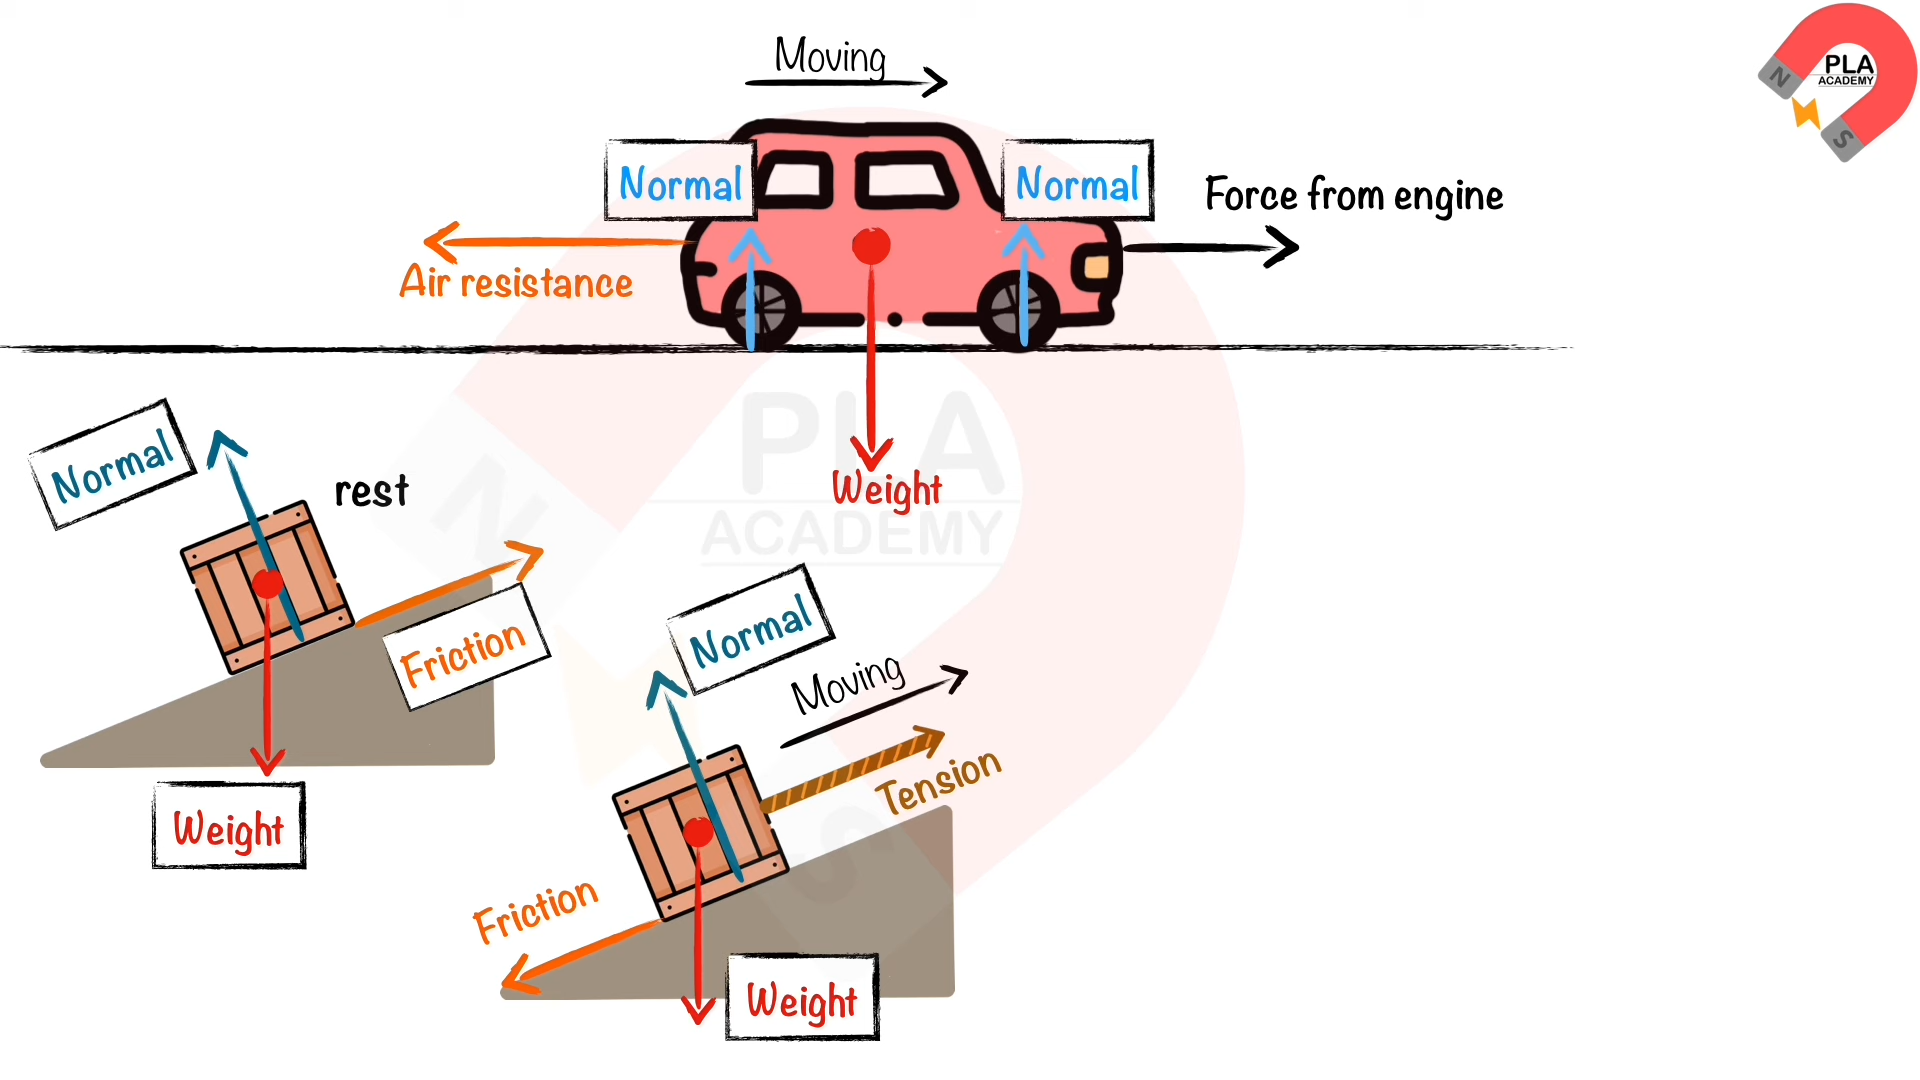 Moving
N
PLA
ACADEMY
S
Normal
Normal
Force from engine
Air resistance
Weight
Normal
rest
Friction
Weight
PLA
ACADEMY
N
S
Normal
Moving
Tension
Friction
Weight